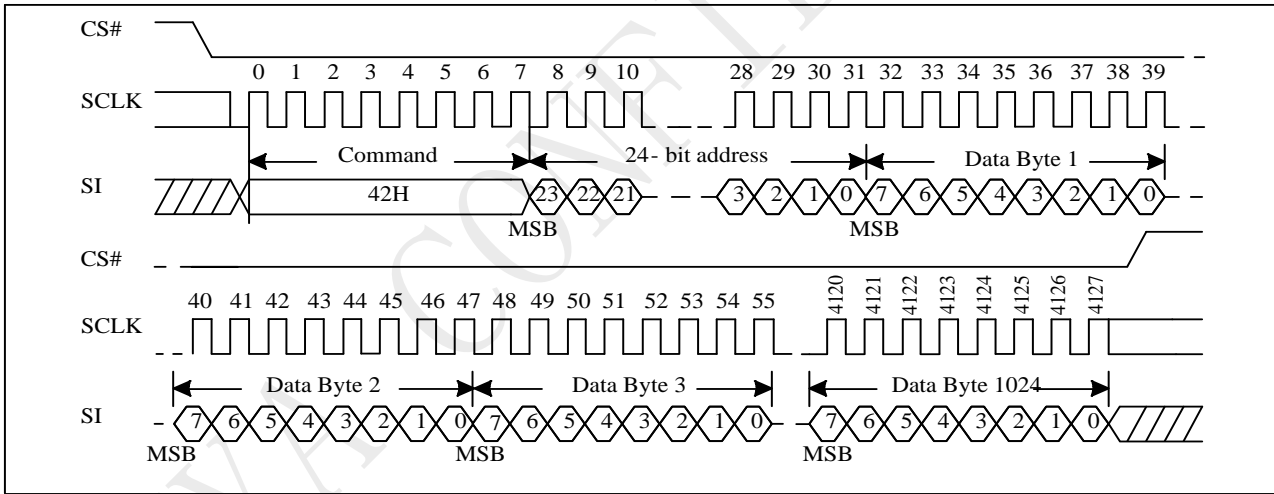 CS#
0 1 2 3 4 5 6 7 8 9 10 28 29 30 31 32 33 34 35 36 37 38 39
SCLK
Command 24- bit address Data Byte 1
SI 42H 23 22 21 3 2 1 0 7 6 5 4 3 2 1 0
MSB MSB
CS#
40 41 42 43 44 45 46 47 48 49 50 51 52 53 54 55 4120 4121 4122 4123 4124 4125 4126 4127
SCLK
Data Byte 2 Data Byte 3 Data Byte 1024
SI 7 6 5 4 3 2 1 0 7 6 5 4 3 2 1 0 7 6 5 4 3 2 1 0
MSB MSB MSB